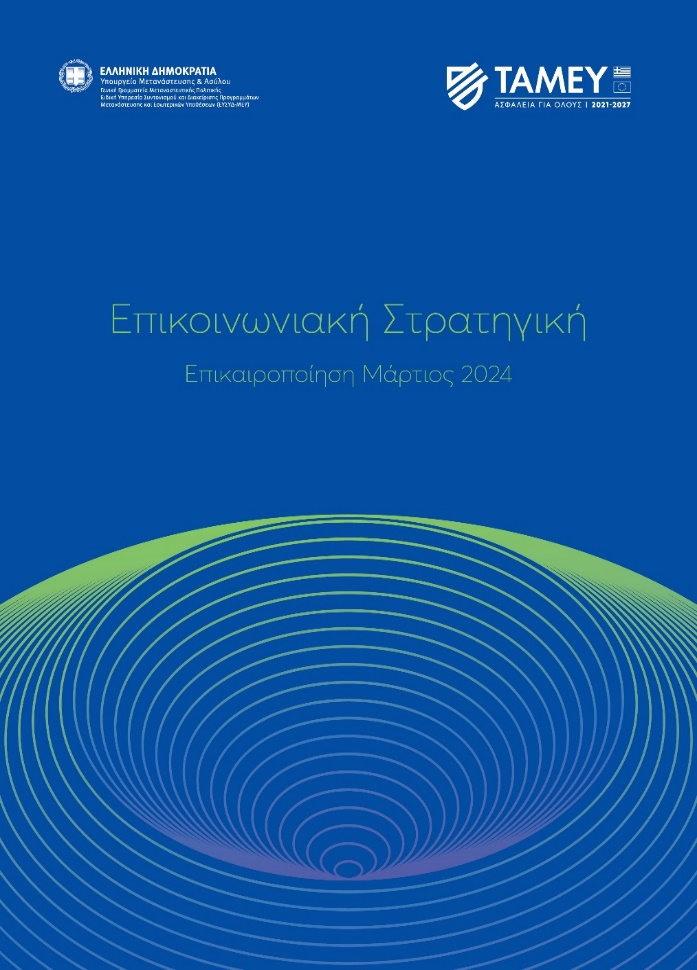 ΕΛΛΗΝΙΚΗ ΔΗΜΟΚΡΑΤΙΑ
Υπουργείο Μετανάστευσης & Ασύλου
Γενική Γραμματεία Μεταναστευτικής Πολιτικής
Ειδική Υπηρεσία Συντονισμού και Διαχείρισης Προγραμμάτων
Μετανάστευσης και Εσωτερικών Υποθέσεων (ΕΥΣΥΔ-ΜΕΥ)
ΤΑΜΕΥ
ΑΣΦΑΛΕΙΑ ΓΙΑ ΟΛΟΥΣ | 2021-2027
Επικοινωνιακή Στρατηγική
Επικαιροποίηση Μάρτιος 2024